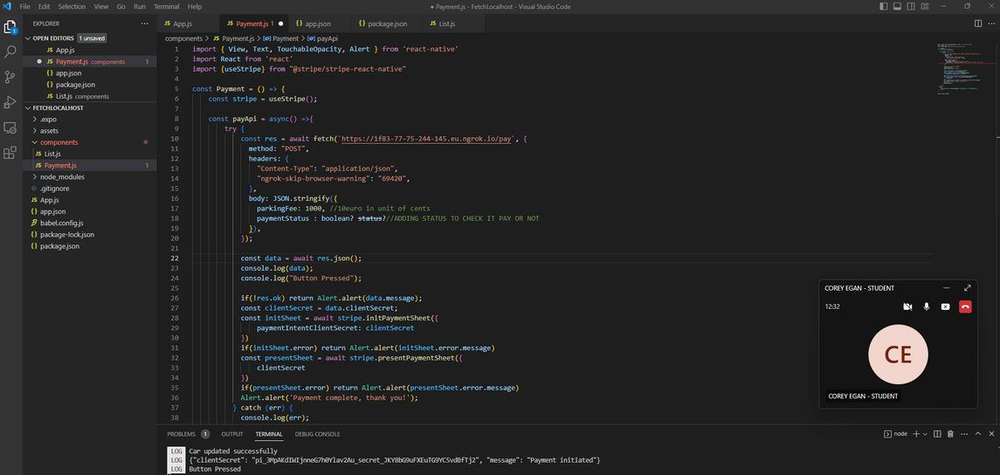 File Edit Selection View Go Run Terminal Help
● Payment.js - FetchLocalhost - Visual Studio Code
EXPLORER ...
OPEN EDITORS 1 unsaved
JS App.js
● JS Payment.js components 1
{} app.json
{} package.json
JS List.js components
FETCHLOCALHOST
.expo
assets
components
JS List.js
JS Payment.js 1
node_modules
.gitignore
JS App.js
{} app.json
babel.config.js
{} package-lock.json
{} package.json
JS App.js JS Payment.js 1 ● {} app.json {} package.json JS List.js
components > JS Payment.js > Payment > payApi
1 import { View, Text, TouchableOpacity, Alert } from 'react-native'
2 import React from 'react'
3 import {useStripe} from "@stripe/stripe-react-native"
4
5 const Payment = () => {
6 const stripe = useStripe();
7
8 const payApi = async() =>{
9 try {
10 const res = await fetch(`https://1f83-77-75-244-145.eu.ngrok.io/pay`, {
11 method: "POST",
12 headers: {
13 "Content-Type": "application/json",
14 "ngrok-skip-browser-warning": "69420",
15 },
16 body: JSON.stringify({
17 parkingFee: 1000, //10euro in unit of cents
18 paymentStatus : boolean? status?//ADDING STATUS TO CHECK IT PAY OR NOT
19 }),
20 });
21
22 const data = await res.json();
23 console.log(data);
24 console.log("Button Pressed");
25
26 if(!res.ok) return Alert.alert(data.message);
27 const clientSecret = data.clientSecret;
28 const initSheet = await stripe.initPaymentSheet({
29 paymentIntentClientSecret: clientSecret
30 })
31 if(initSheet.error) return Alert.alert(initSheet.error.message)
32 const presentSheet = await stripe.presentPaymentSheet({
33 clientSecret
34 })
35 if(presentSheet.error) return Alert.alert(presentSheet.error.message)
36 Alert.alert('Payment complete, thank you!');
37 } catch (err) {
38 console.log(err);
COREY EGAN - STUDENT
12:32
CE
COREY EGAN - STUDENT
PROBLEMS 1 OUTPUT TERMINAL DEBUG CONSOLE
node
LOG Car updated successfully
LOG {"clientSecret": "pi_3MpAKdIWIjnneG7h0Ylav2Au_secret_JKY8bG9uFXEuTG9YC5vdBfTj2", "message": "Payment initiated"}
LOG Button Pressed